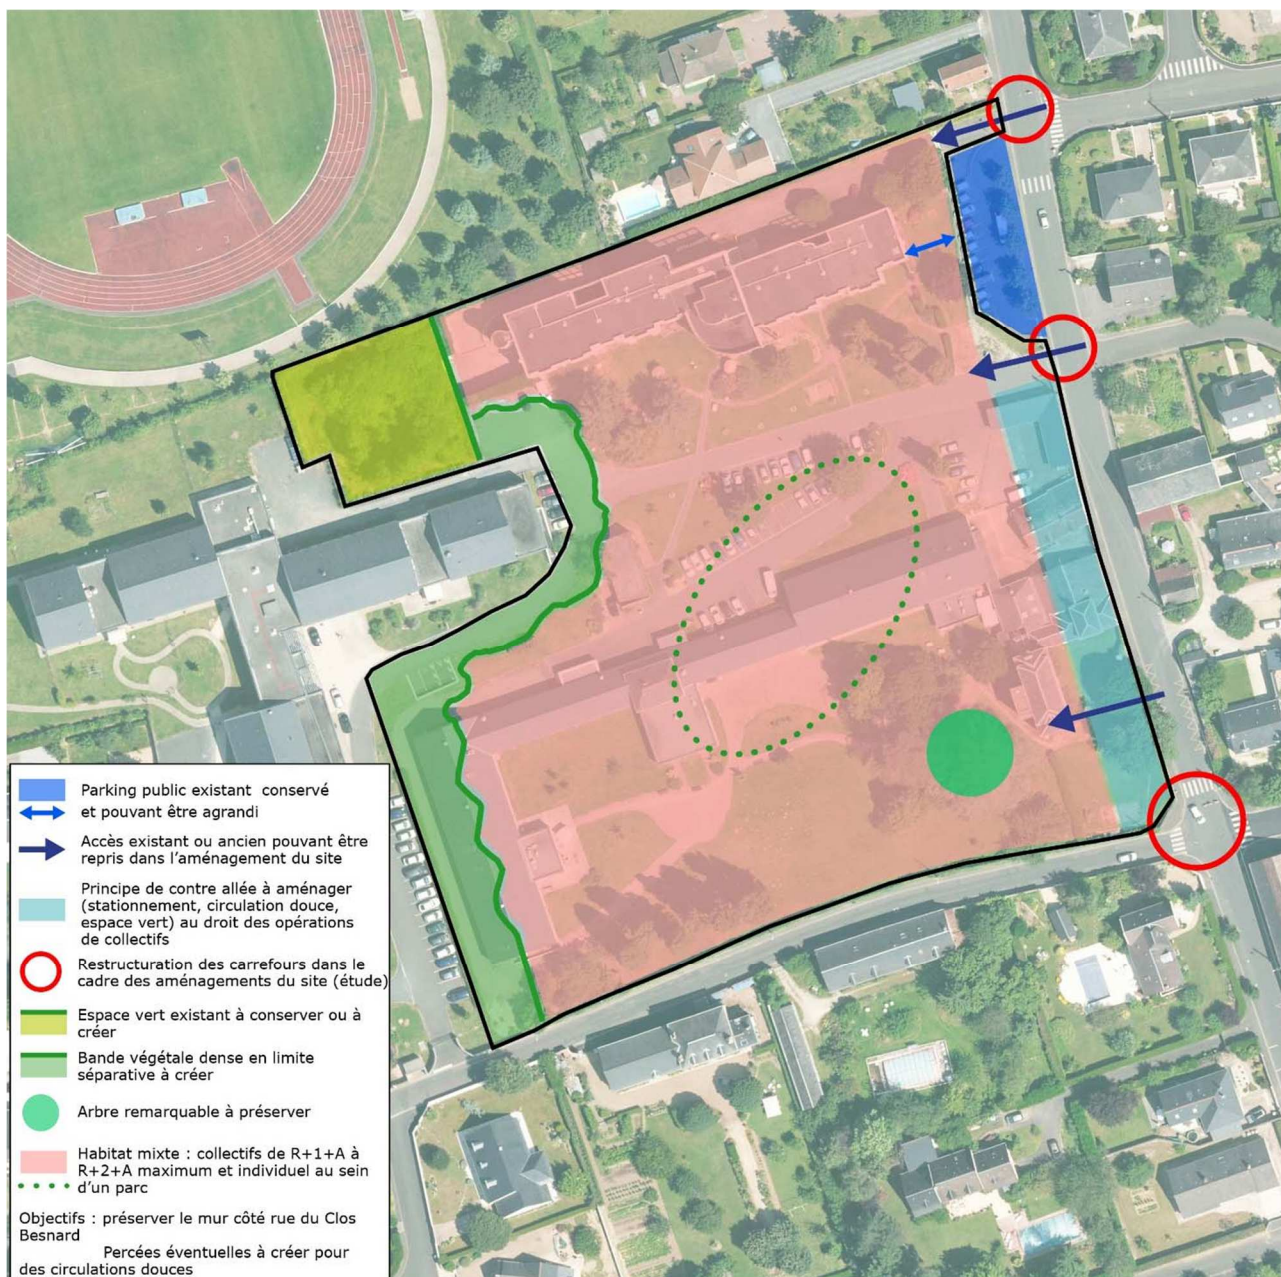 Parking public existant conservé
et pouvant être agrandi
Accès existant ou ancien pouvant être
repris dans l'aménagement du site
Principe de contre allée à aménager
(stationnement, circulation douce,
espace vert) au droit des opérations
de collectifs
Restructuration des carrefours dans le
cadre des aménagements du site (étude)
Espace vert existant à conserver ou à
créer
Bande végétale dense en limite
séparative à créer
Arbre remarquable à préserver
Habitat mixte : collectifs de R+1+A à
R+2+A maximum et individuel au sein
d'un parc
Objectifs : préserver le mur côté rue du Clos
Besnard
Percées éventuelles à créer pour
des circulations douces